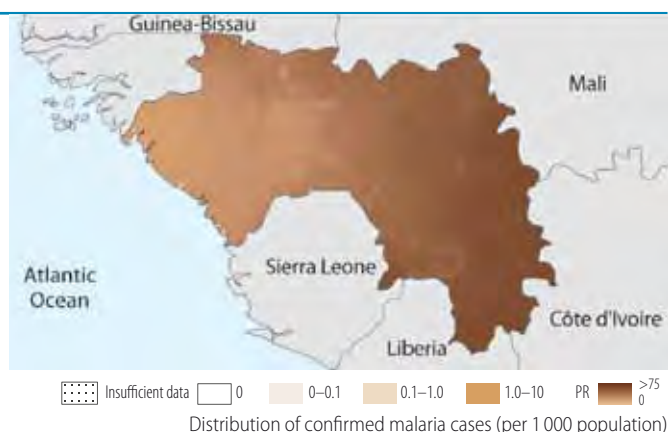 Guinea-Bissau
Mali
Sierra Leone
Atlantic
Ocean
Côte d'Ivoire
Liberia
Insufficient data 0 0–0.1 0.1–1.0 1.0–10 PR >75
0
Distribution of confirmed malaria cases (per 1 000 population)